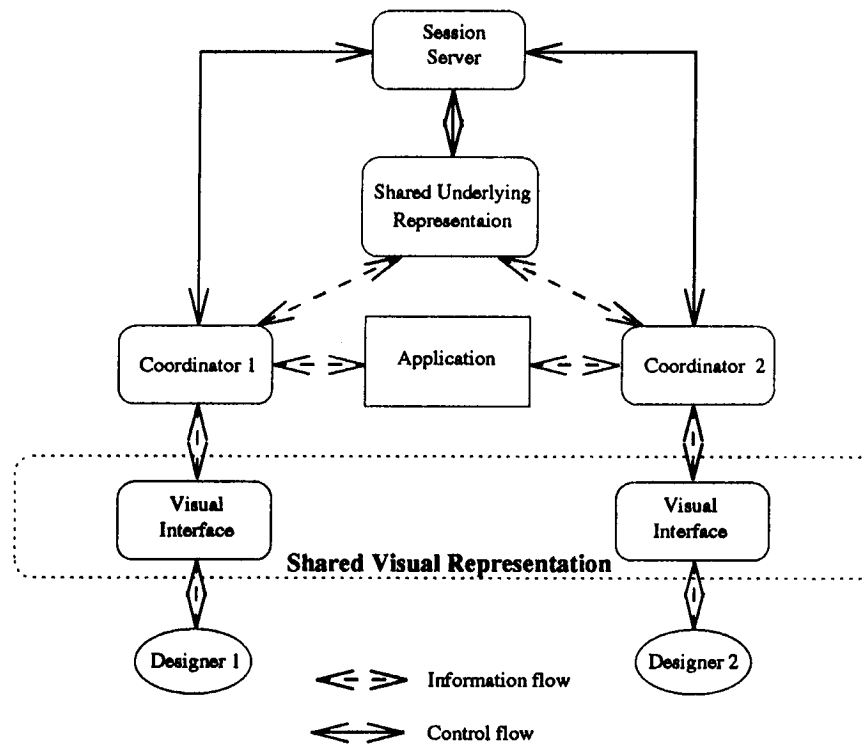 Session
Server
Shared Underlying
Representaion
Coordinator 1
Application
Coordinator 2
Visual
Interface
Visual
Interface
Shared Visual Representation
Designer 1
Designer 2
Information flow
Control flow